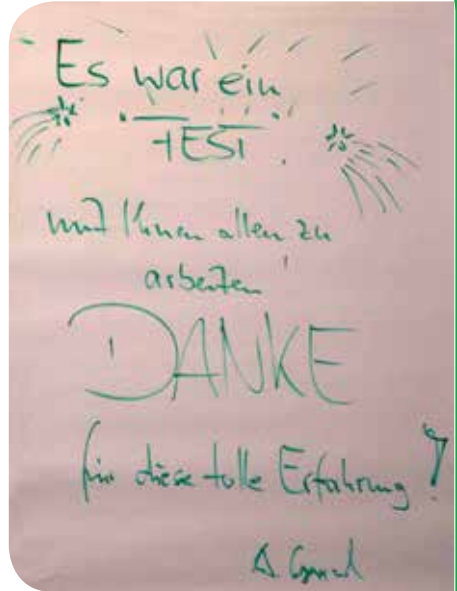 Es war ein
FEST
mit Ihnen allen zu
arbeiten!
DANKE
für diese tolle Erfahrung!
A.